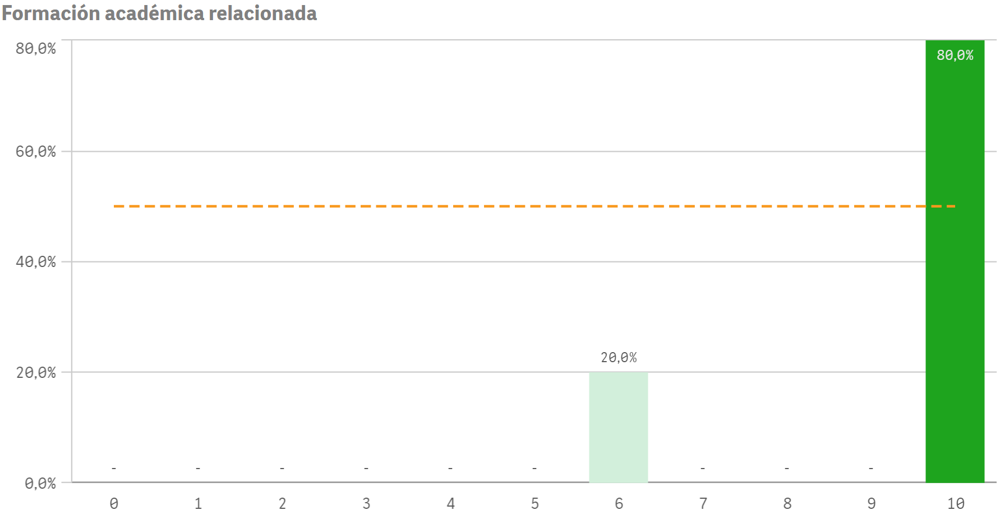 Formación académica relacionada
80,0%
80,0%
60,0%
40,0%
20,0%
20,0%
- - - - - - - - -
0,0%
0 1 2 3 4 5 6 7 8 9 10